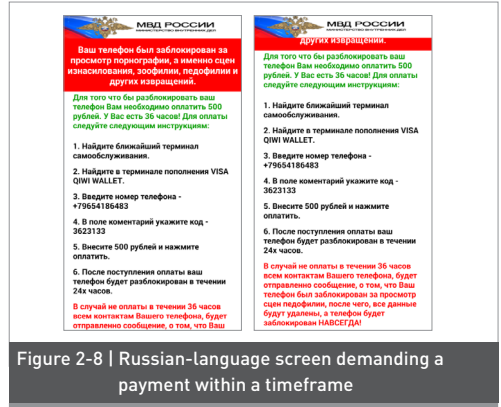 МВД РОССИИ
МИНИСТЕРСТВО ВНУТРЕННИХ ДЕЛ
Ваш телефон был заблокирован за
просмотр порнографии, а именно сцен
изнасилования, зоофилии, педофилии и
других извращений.
Для того что бы разблокировать ваш
телефон Вам необходимо оплатить 500
рублей. У Вас есть 36 часов! Для оплаты
следуйте следующим инструкциям:
1. Найдите ближайший терминал
самообслуживания.
2. Найдите в терминале пополнения VISA
QIWI WALLET.
3. Введите номер телефона -
+79654186483
4. В поле коментарий укажите код -
3623133
5. Внесите 500 рублей и нажмите
оплатить.
6. После поступления оплаты ваш
телефон будет разблокирован в течении
24х часов.
В случай не оплаты в течении 36 часов
всем контактам Вашего телефона, будет
отправленно сообщение, о том, что Ваш
МВД РОССИИ
МИНИСТЕРСТВО ВНУТРЕННИХ ДЕЛ
других извращений.
Для того что бы разблокировать ваш
телефон Вам необходимо оплатить 500
рублей. У Вас есть 36 часов! Для оплаты
следуйте следующим инструкциям:
1. Найдите ближайший терминал
самообслуживания.
2. Найдите в терминале пополнения VISA
QIWI WALLET.
3. Введите номер телефона -
+79654186483
4. В поле коментарий укажите код -
3623133
5. Внесите 500 рублей и нажмите
оплатить.
6. После поступления оплаты ваш
телефон будет разблокирован в течении
24х часов.
В случай не оплаты в течении 36 часов
всем контактам Вашего телефона, будет
отправленно сообщение, о том, что Ваш
телефон был заблокирован за просмотр
сцен педофилии, после чего, все данные
будут удалены, а телефон будет
заблокирован НАВСЕГДА!
Figure 2-8 | Russian-language screen demanding a
payment within a timeframe